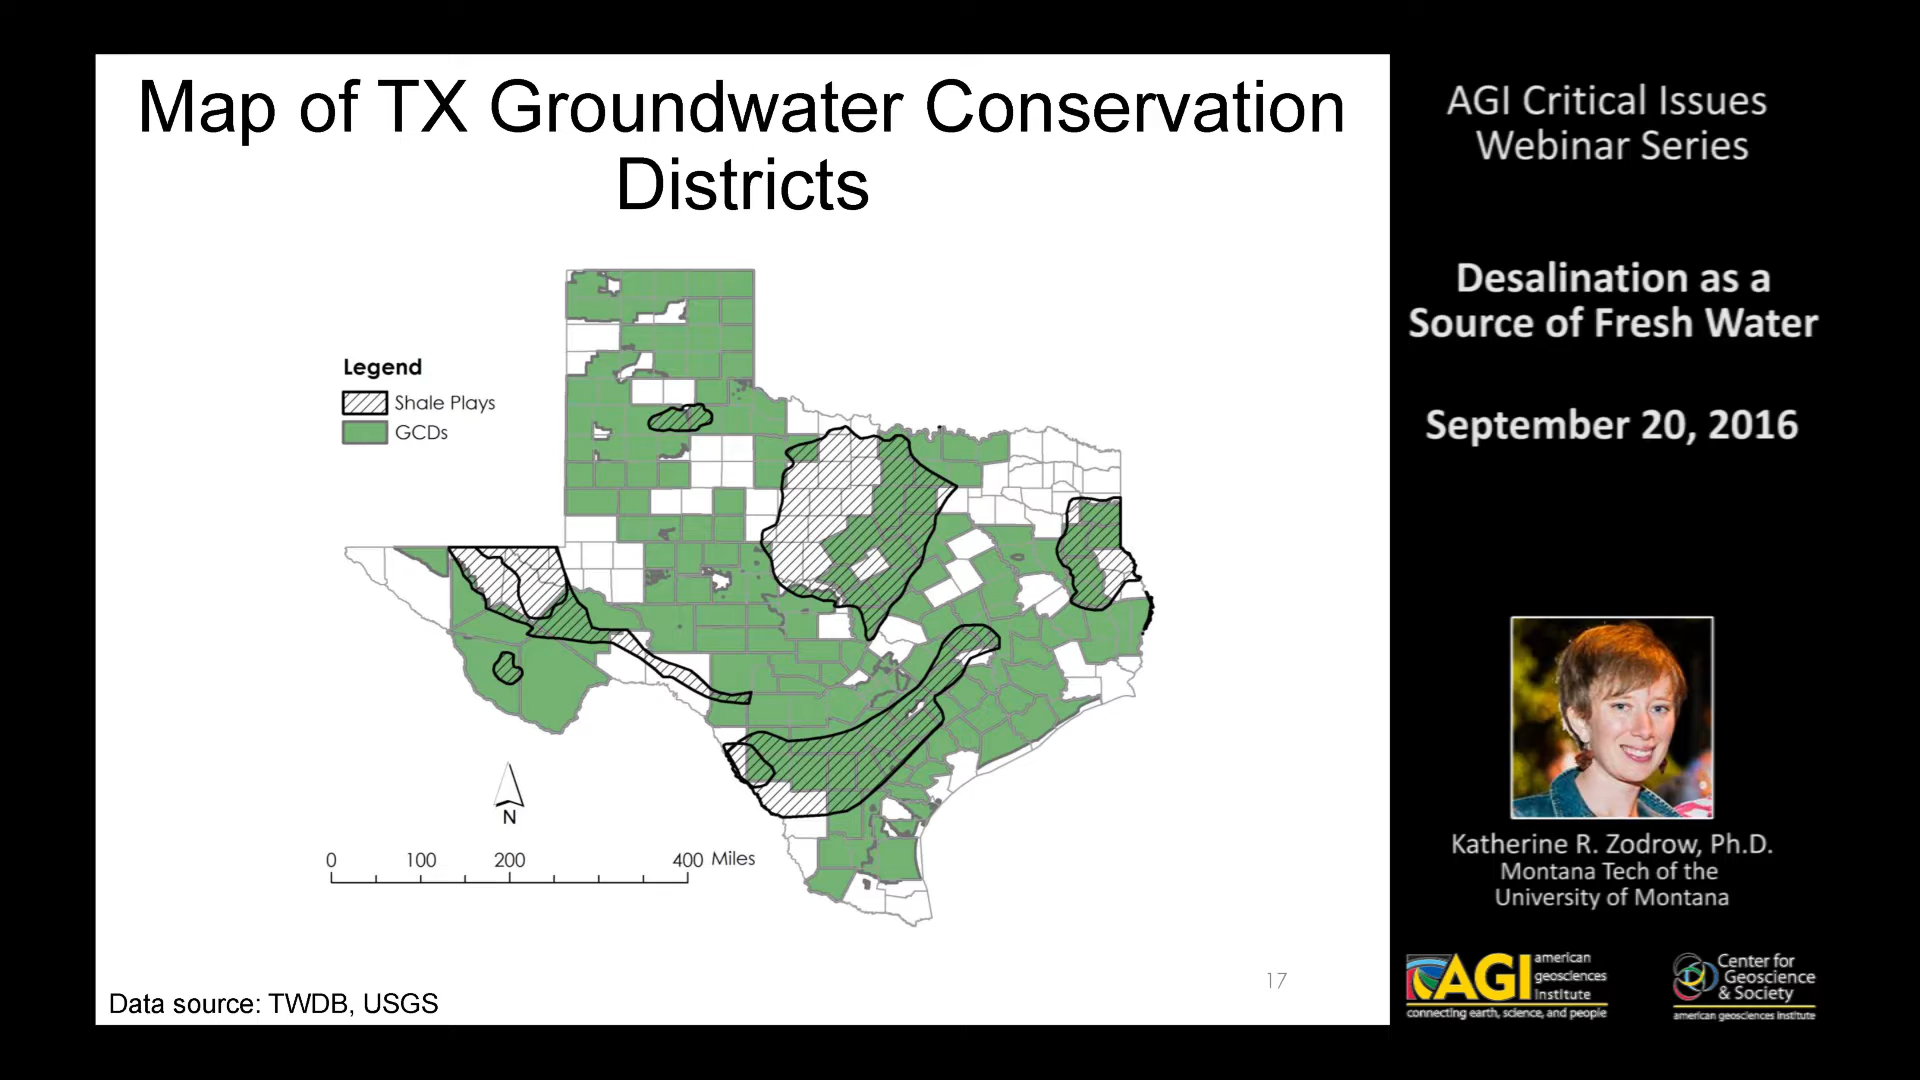 Map of TX Groundwater Conservation
Districts
Legend
Shale Plays
GCDs
N
0 100 200 400 Miles
17
Data source: TWDB, USGS
AGI Critical Issues
Webinar Series
Desalination as a
Source of Fresh Water
September 20, 2016
Katherine R. Zodrow, Ph.D.
Montana Tech of the
University of Montana
AGI
american
geosciences
institute
connecting earth, science, and people
Center for
Geoscience
& Society
american geosciences institute